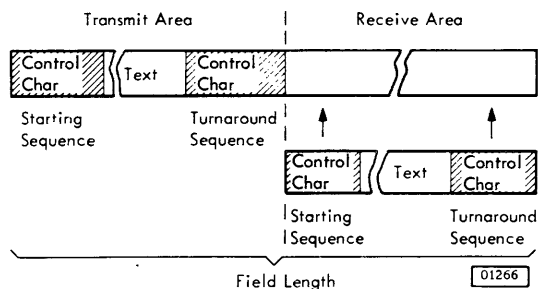 Transmit Area
Receive Area
Control
Char
Text
Control
Char
Starting
Sequence
Turnaround
Sequence
Control
Char
Text
Control
Char
Starting
Sequence
Turnaround
Sequence
Field Length
01266